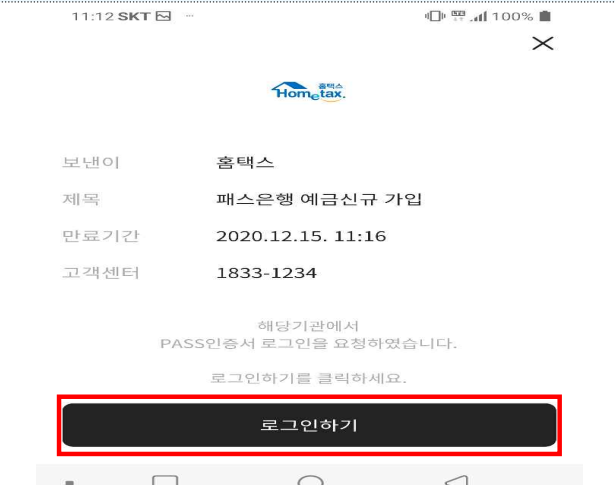 11:12 SKT ···
LTE 100%
홈택스
Hometax.
보낸이 홈택스
제목 패스은행 예금신규 가입
만료기간 2020.12.15. 11:16
고객센터 1833-1234
해당기관에서
PASS인증서 로그인을 요청하였습니다.
로그인하기를 클릭하세요.
로그인하기